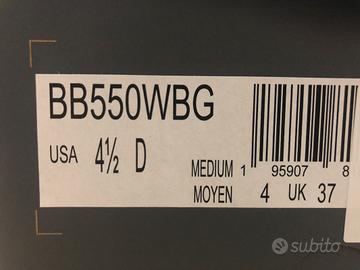 BB550WBG
USA 4½ D
MEDIUM 1 95907 8
MOYEN 4 UK 37
subito